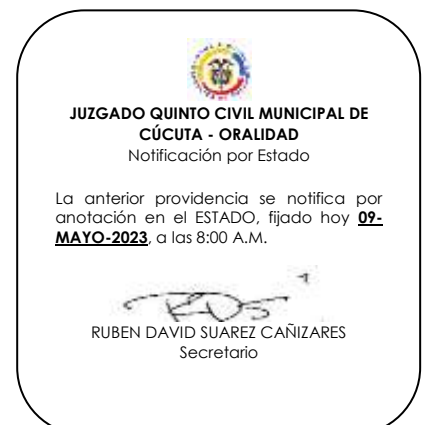 JUZGADO QUINTO CIVIL MUNICIPAL DE
CÚCUTA - ORALIDAD
Notificación por Estado
La anterior providencia se notifica por
anotación en el ESTADO, fijado hoy 09-
MAYO-2023, a las 8:00 A.M.
RUBEN DAVID SUAREZ CAÑIZARES
Secretario